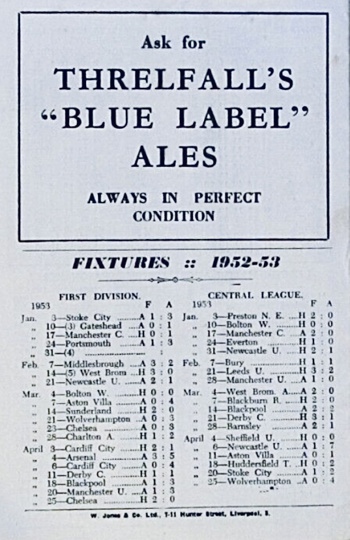 Ask for
THRELFALL'S
"BLUE LABEL"
ALES
ALWAYS IN PERFECT
CONDITION
FIXTURES :: 1952-53
FIRST DIVISION.
1953 F A
Jan. 3—Stoke City ........A 1 : 3
" 10—(3) Gateshead ...A 0 : 1
" 17—Manchester C. ...H 0 : 1
" 24—Portsmouth ......A 1 : 3
" 31—(4) :
Feb. 7—Middlesbrough ...A 3 : 2
" 14—(5) West Brom. ...H 3 : 0
" 21—Newcastle U. ......A 2 : 1
Mar. 4—Bolton W. .........H 0 : 0
" 7—Aston Villa .......A 0 : 4
" 14—Sunderland .......H 2 : 0
" 21—Wolverhampton ...A 0 : 3
" 23—Chelsea ..........A 0 : 3
" 28—Charlton A. ......H 1 : 2
April 3—Cardiff City ......H 2 : 1
" 4—Arsenal ..........A 3 : 5
" 6—Cardiff City ......A 0 : 4
" 11—Derby C. .........H 1 : 1
" 18—Blackpool ........A 1 : 3
" 20—Manchester U. ...A 1 : 3
" 25—Chelsea ..........H 2 : 0
CENTRAL LEAGUE.
1953 F A
Jan. 3—Preston N. E. ...H 2 : 0
" 10—Bolton W. ........H 0 : 0
" 17—Manchester C. ...A 2 : 0
" 24—Everton ..........H 1 : 0
" 31—Newcastle U. ....H 2 : 1
Feb. 7—Bury .............H 1 : 1
" 21—Leeds U. .........H 3 : 2
" 28—Manchester U. ...A 0 : 1
Mar. 4—West Brom. A....A 2 : 0
" 7—Blackburn R. ....H 2 : 0
" 14—Blackpool ........A 2 : 2
" 21—Derby C. .........H 3 : 1
" 28—Barnsley .........A 2 : 1
April 4—Sheffield U. ......H 0 : 0
" 6—Newcastle U. ....A 1 : 7
" 11—Aston Villa .......A 0 : 1
" 18—Huddersfield T. ..H 0 : 2
" 20—Stoke City .......A 1 : 2
" 25—Wolverhampton ..A 0 : 4
W. Jones & Co. Ltd., 7-11 Hunter Street, Liverpool, 3.